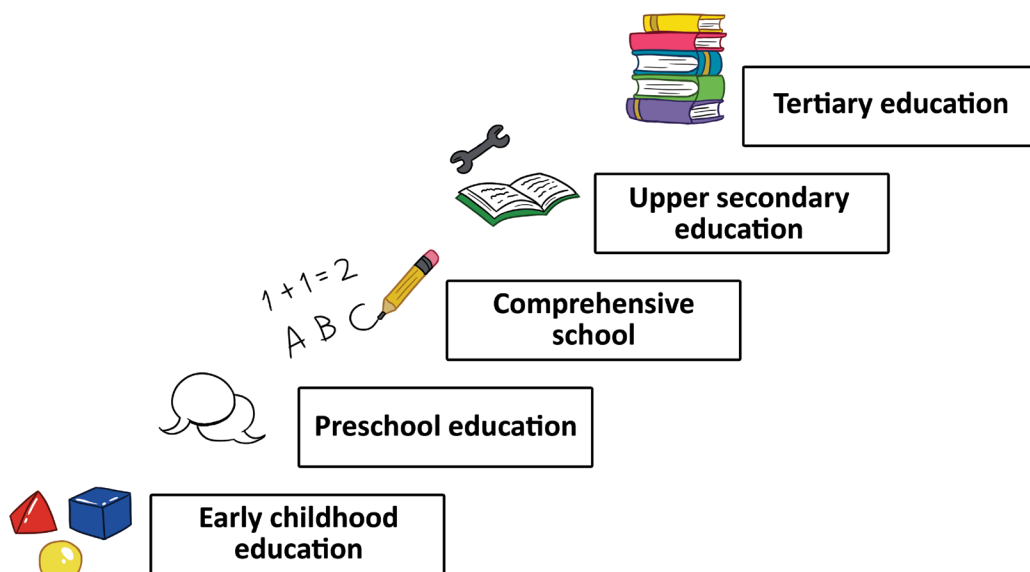 Tertiary education
Upper secondary
education
1+1=2
A B C
Comprehensive
school
Preschool education
Early childhood
education